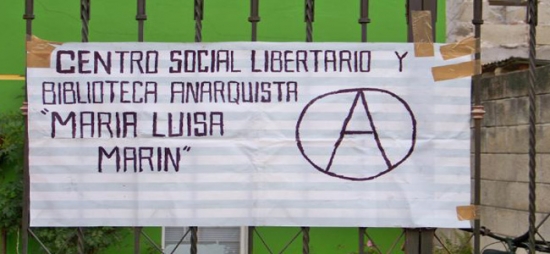 CENTRO SOCIAL LIBERTARIO Y
BIBLIOTECA ANARQUISTA
"MARIA LUISA
MARIN"
A